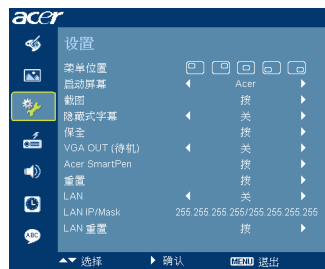 acer
设置
菜单位置
启动屏幕 Acer
截图 按
隐藏式字幕 关
保全 按
VGA OUT (待机) 关
Acer SmartPen 按
重置 按
LAN 关
LAN IP/Mask 255.255.255.255/255.255.255.255
LAN 重置 按
ABC
选择 确认 MENU 退出